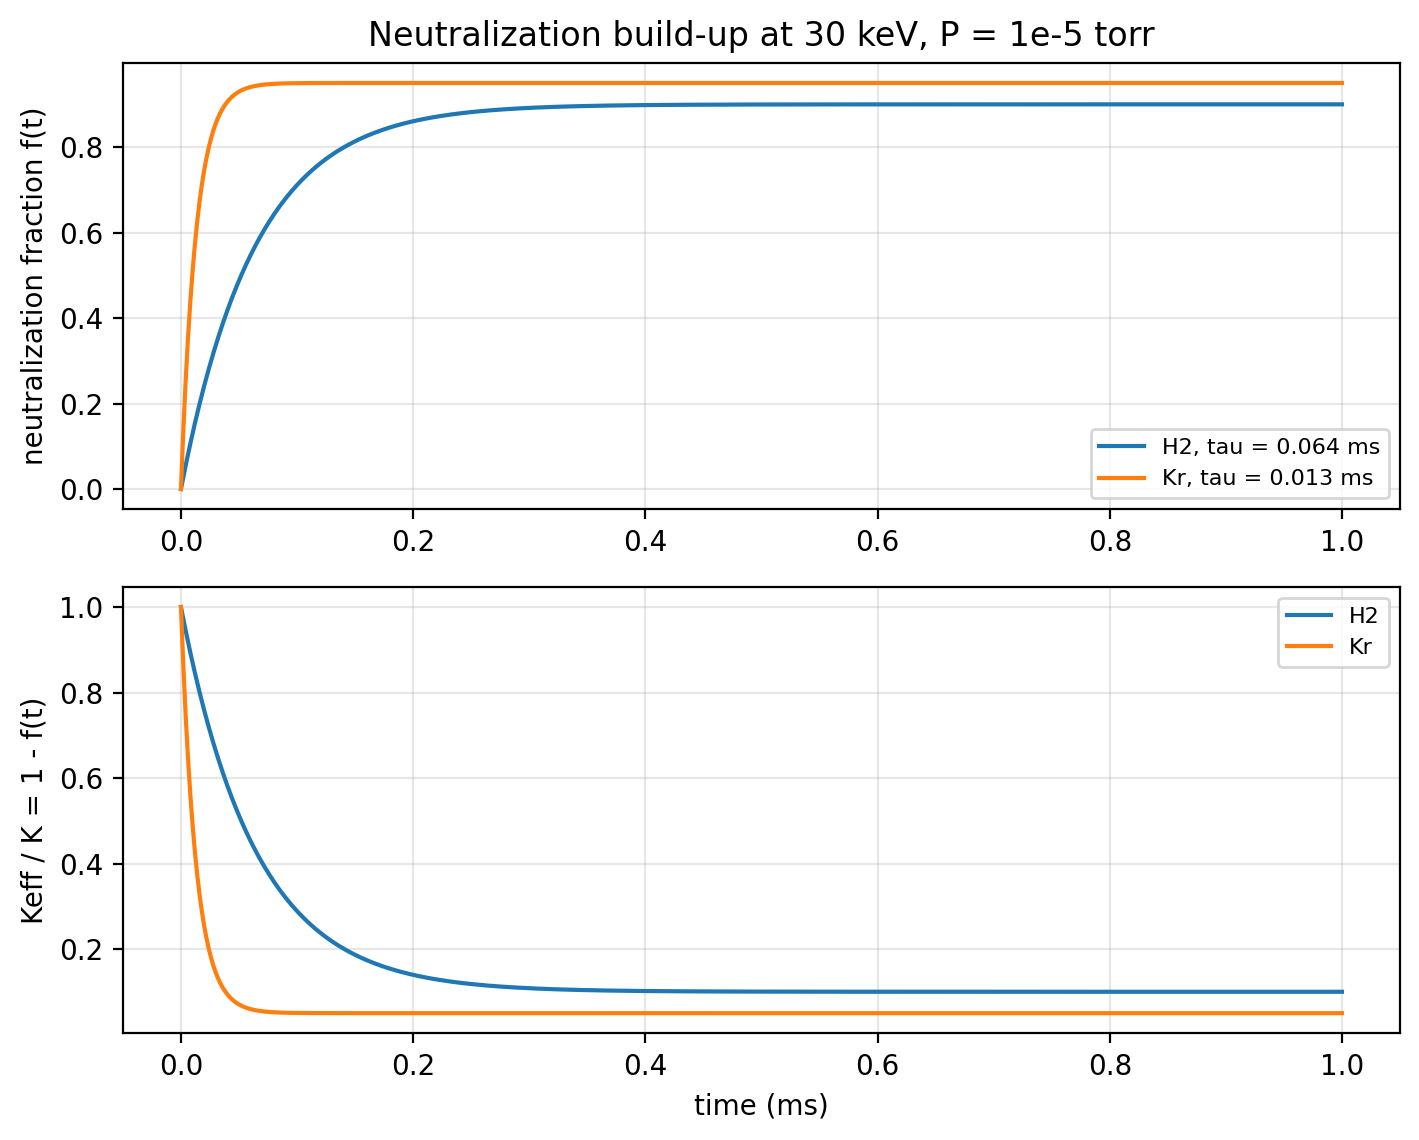 Neutralization build-up at 30 keV, P = 1e-5 torr
neutralization fraction f(t)
0.8
0.6
0.4
0.2
0.0
H2, tau = 0.064 ms
Kr, tau = 0.013 ms
0.0 0.2 0.4 0.6 0.8 1.0
Keff / K = 1 - f(t)
1.0
0.8
0.6
0.4
0.2
H2
Kr
0.0 0.2 0.4 0.6 0.8 1.0
time (ms)